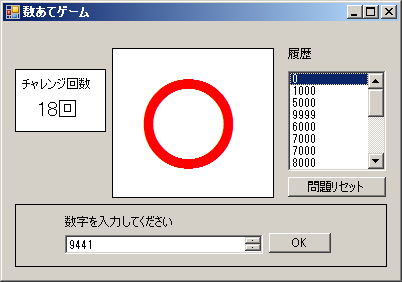 数あてゲーム
チャレンジ回数
18回
履歴
0
1000
5000
9999
6000
7000
7000
8000
問題リセット
数字を入力してください
9441
OK